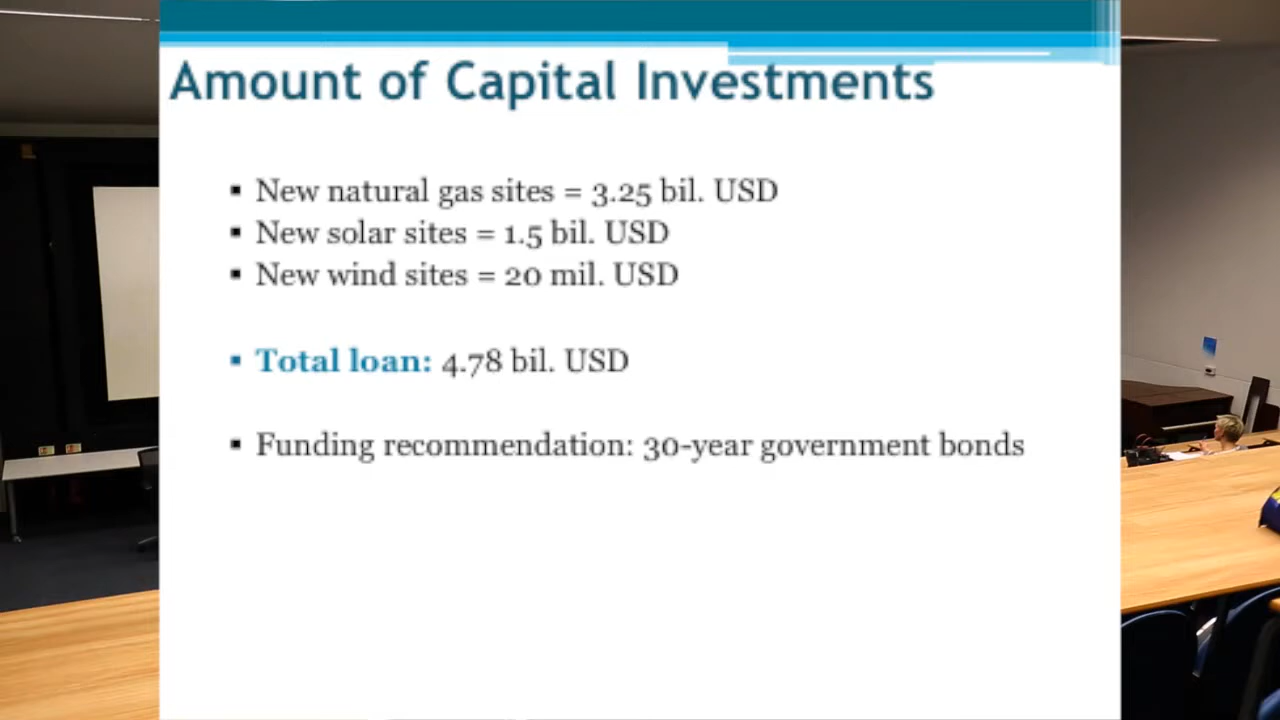 Amount of Capital Investments
▪ New natural gas sites = 3.25 bil. USD
▪ New solar sites = 1.5 bil. USD
▪ New wind sites = 20 mil. USD
▪ Total loan: 4.78 bil. USD
▪ Funding recommendation: 30-year government bonds